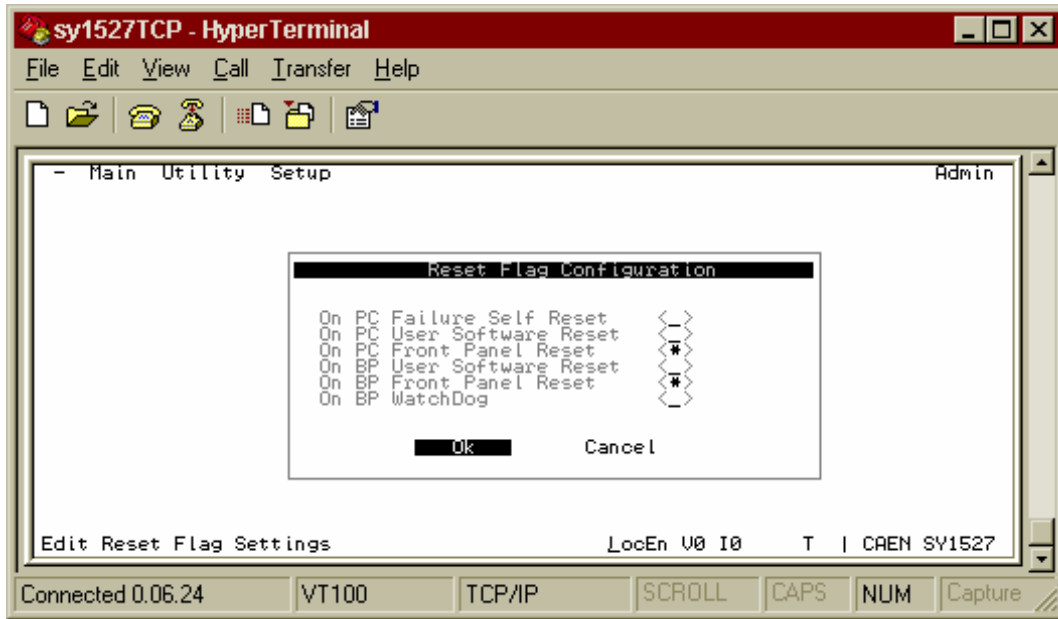 sy1527TCP - HyperTerminal
File Edit View Call Transfer Help
- Main Utility Setup Admin
Reset Flag Configuration
On PC Failure Self Reset <_>
On PC User Software Reset <_>
On PC Front Panel Reset <*>
On BP User Software Reset <_>
On BP Front Panel Reset <*>
On BP WatchDog <_>
Ok Cancel
Edit Reset Flag Settings LocEn V0 I0 T | CAEN SY1527
Connected 0.06.24 VT100 TCP/IP SCROLL CAPS NUM Capture